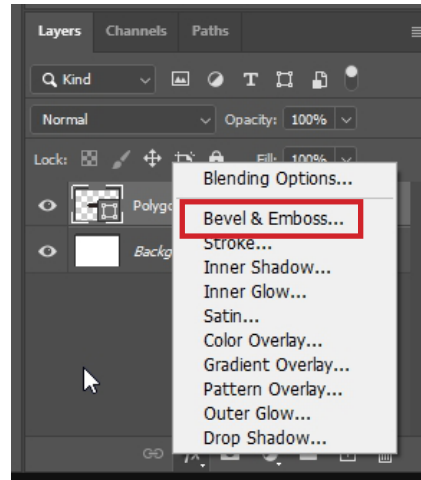 Layers Channels Paths
Kind T
Normal Opacity: 100%
Lock: Fill: 100%
Blending Options...
Polygo
Bevel & Emboss...
Backg Stroke...
Inner Shadow...
Inner Glow...
Satin...
Color Overlay...
Gradient Overlay...
Pattern Overlay...
Outer Glow...
Drop Shadow...
fx